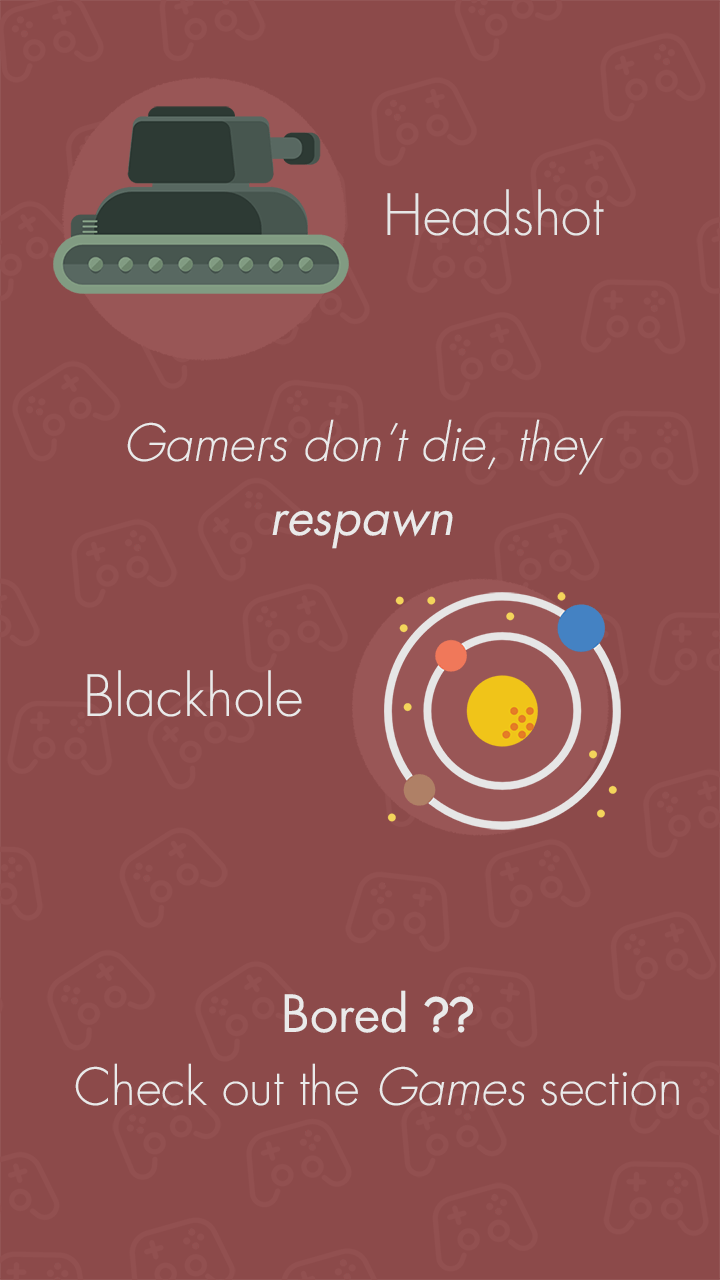 Headshot
Gamers don't die, they
respawn
Blackhole
Bored ??
Check out the Games section